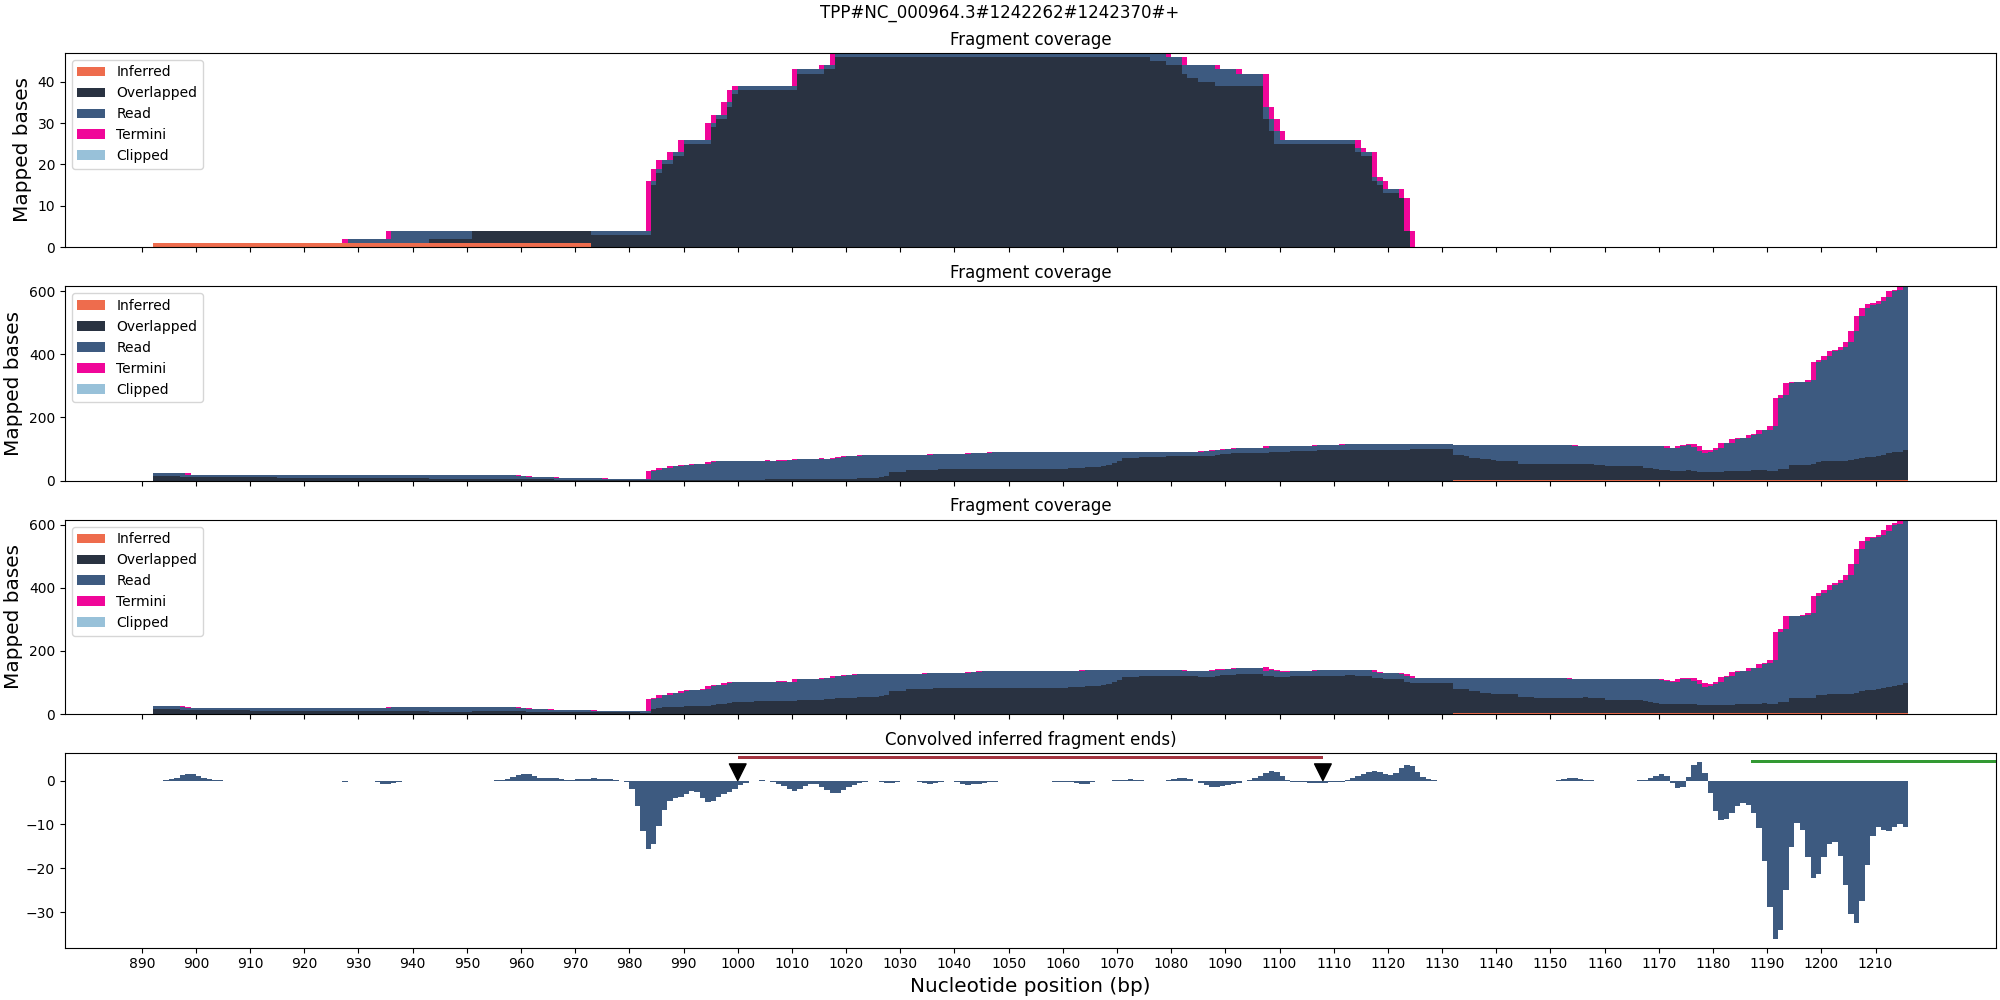 TPP#NC_000964.3#1242262#1242370#+
Fragment coverage
Mapped bases
40
30
20
10
0
Inferred
Overlapped
Read
Termini
Clipped
Fragment coverage
Mapped bases
600
400
200
0
Inferred
Overlapped
Read
Termini
Clipped
Fragment coverage
Mapped bases
600
400
200
0
Inferred
Overlapped
Read
Termini
Clipped
Convolved inferred fragment ends)
0
−10
−20
−30
890 900 910 920 930 940 950 960 970 980 990 1000 1010 1020 1030 1040 1050 1060 1070 1080 1090 1100 1110 1120 1130 1140 1150 1160 1170 1180 1190 1200 1210
Nucleotide position (bp)